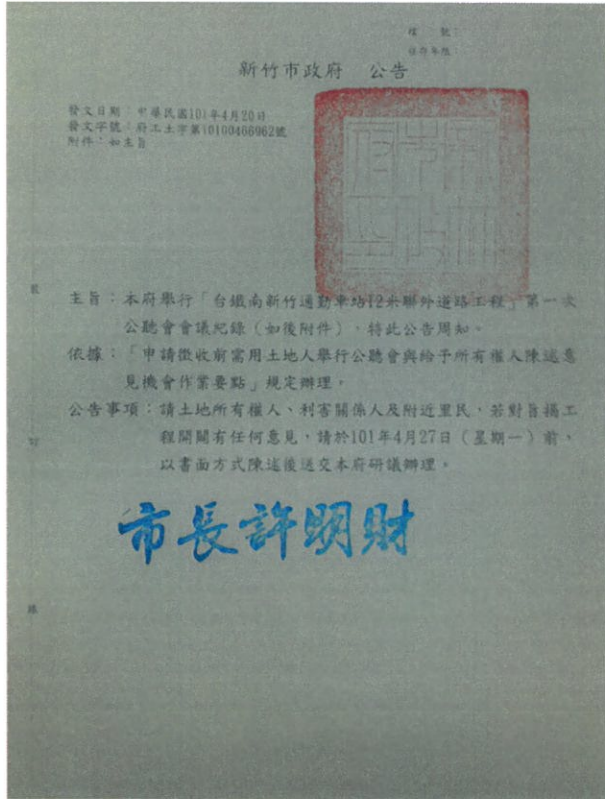 檔　號：
保存年限：
新竹市政府　公告
發文日期：中華民國101年4月20日
發文字號：府工土字第10100466962號
附件：如主旨
裝
主旨：本府舉行「台鐵南新竹通勤車站12米聯外道路工程」第一次
公聽會會議紀錄（如後附件），特此公告周知。
依據：「申請徵收前需用土地人舉行公聽會與給予所有權人陳述意
見機會作業要點」規定辦理。
公告事項：請土地所有權人、利害關係人及附近里民，若對旨揭工
程開闢有任何意見，請於101年4月27日（星期一）前，
訂
以書面方式陳述後送交本府研議辦理。
市長許明財
線